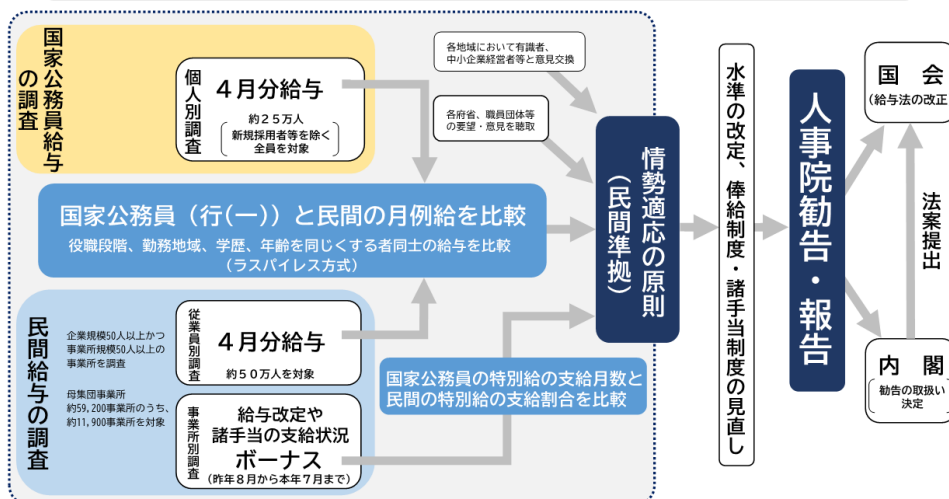 国家公務員給与
の調査
個人別調査
４月分給与
約２５万人
新規採用者等を除く
全員を対象
各地域において有識者、
中小企業経営者等と意見交換
各府省、職員団体等
の要望・意見を聴取
国家公務員（行(一)）と民間の月例給を比較
役職段階、勤務地域、学歴、年齢を同じくする者同士の給与を比較
（ラスパイレス方式）
民間給与の調査
企業規模50人以上かつ
事業所規模50人以上の
事業所を調査
母集団事業所
約59,200事業所のうち、
約11,900事業所を対象
従業員別調査
４月分給与
約５０万人を対象
事業所別調査
給与改定や
諸手当の支給状況
ボーナス
（昨年８月から本年７月まで）
国家公務員の特別給の支給月数と
民間の特別給の支給割合を比較
情勢適応の原則
（民間準拠）
水準の改定、俸給制度・諸手当制度の見直し
人事院勧告・報告
国 会
（給与法の改正
法案提出
内 閣
勧告の取扱い
決定